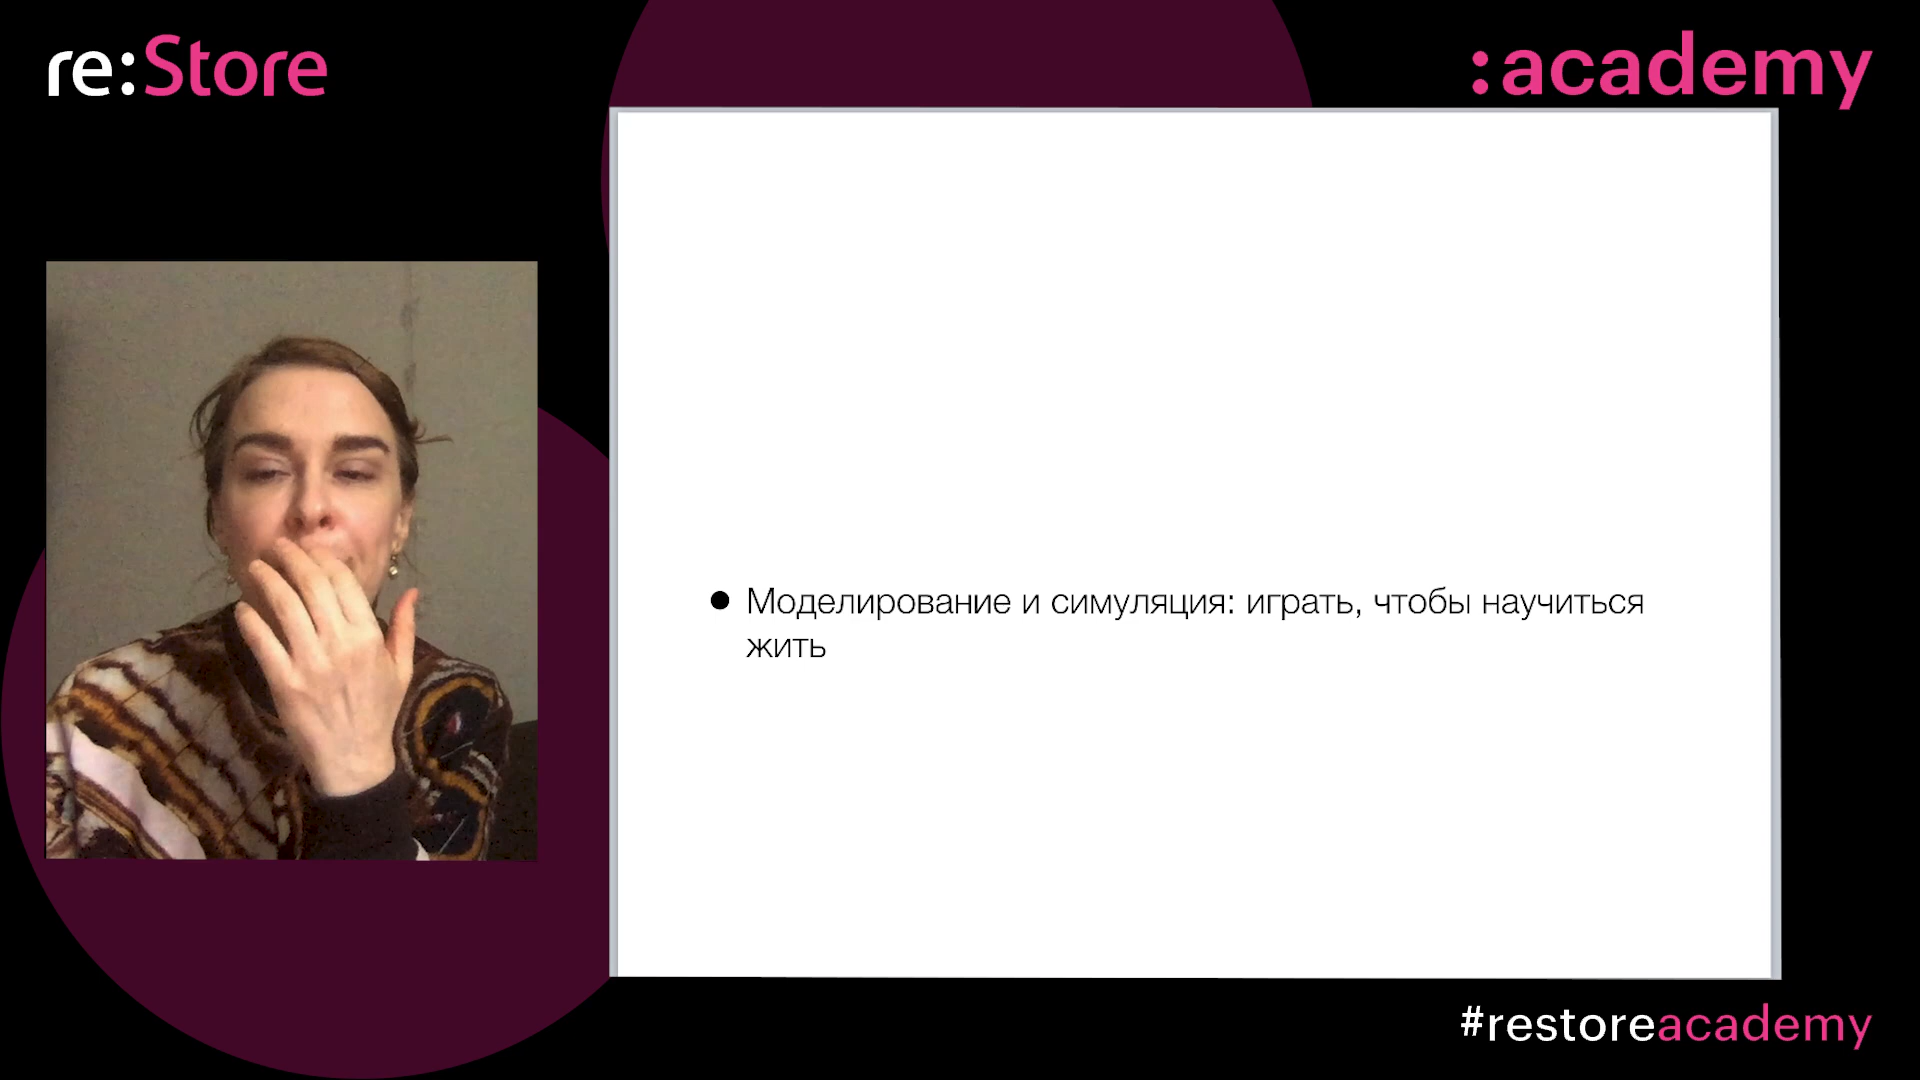 re:Store
:academy
● Моделирование и симуляция: играть, чтобы научиться
жить
#restoreacademy